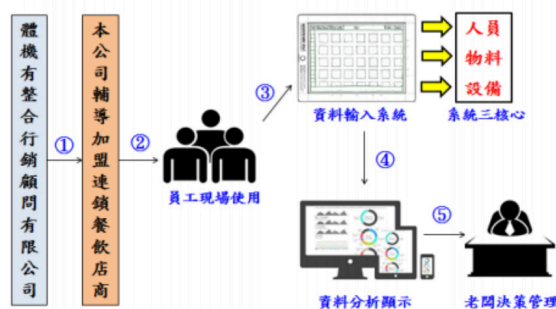 體機有整合行銷顧問有限公司
①
本公司輔導加盟連鎖餐飲店商
②
員工現場使用
③
資料輸入系統
人員
物料
設備
系統三核心
④
資料分析顯示
⑤
老闆決策管理